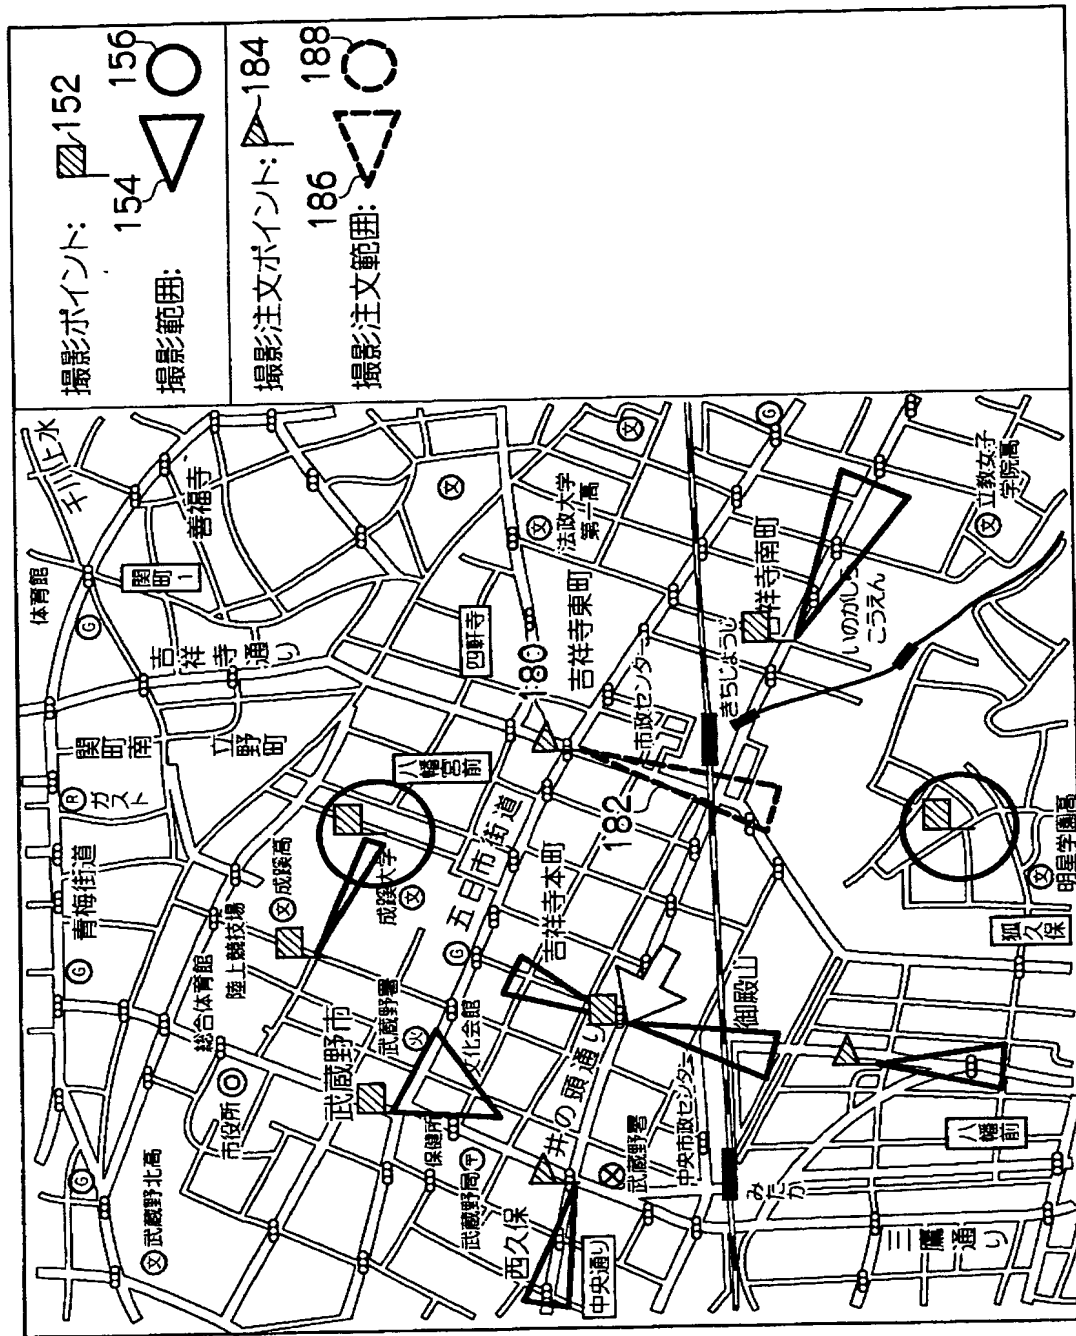 撮影ポイント:
152
撮影範囲:
154
156
撮影注文ポイント:
184
撮影注文範囲:
186
188
体育館
千川上水
関町
1
善福寺
吉祥寺
通り
関町南
立野町
ガスト
青梅街道
四軒寺
法政大学
第一高
180
吉祥寺東町
八幡宮前
市政センター
182
きちじょうじ
吉祥寺南町
いのがしら
こうえん
立教女子
学院高
成蹊高
成蹊大学
五日市街道
吉祥寺本町
陸上競技場
総合体育館
武蔵野市
武蔵野署
文化会館
井の頭通り
御殿山
明星学園高
狐久保
市役所
保健所
武蔵野局
武蔵野署
中央市政センター
みたか
八幡前
武蔵野北高
西久保
中央通り
三鷹通り